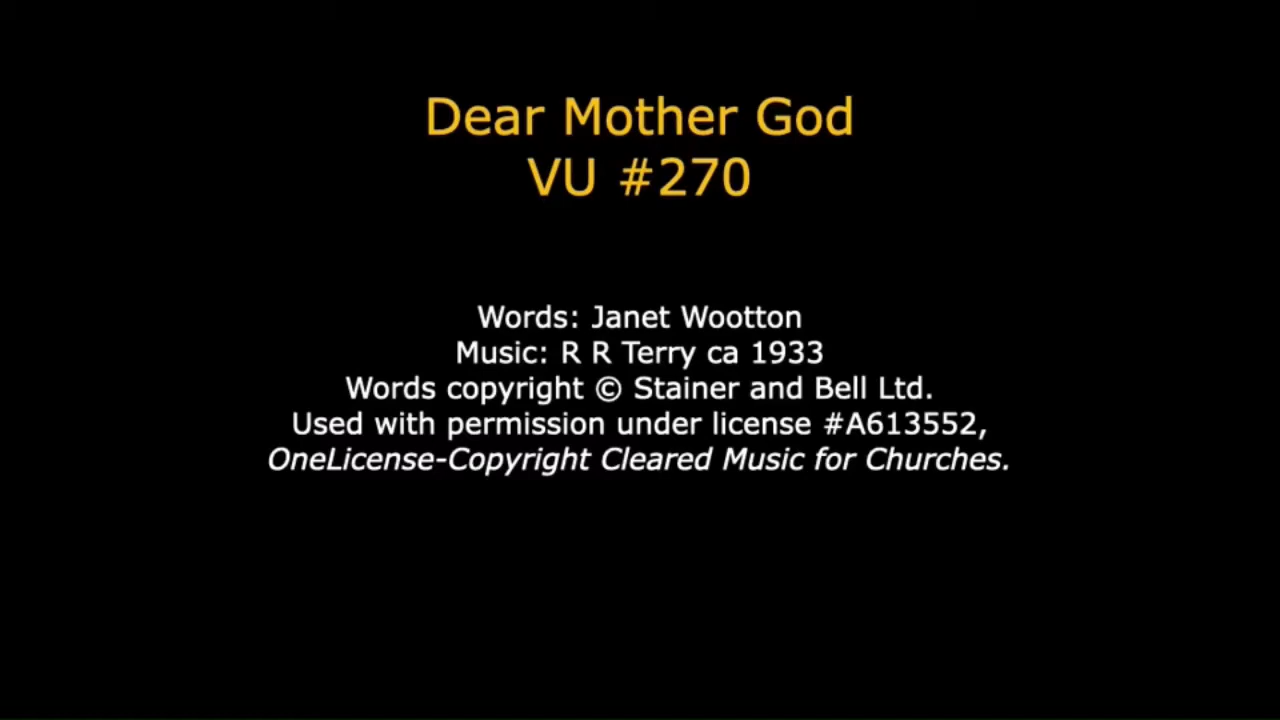 Dear Mother God
VU #270
Words: Janet Wootton
Music: R R Terry ca 1933
Words copyright © Stainer and Bell Ltd.
Used with permission under license #A613552,
OneLicense-Copyright Cleared Music for Churches.